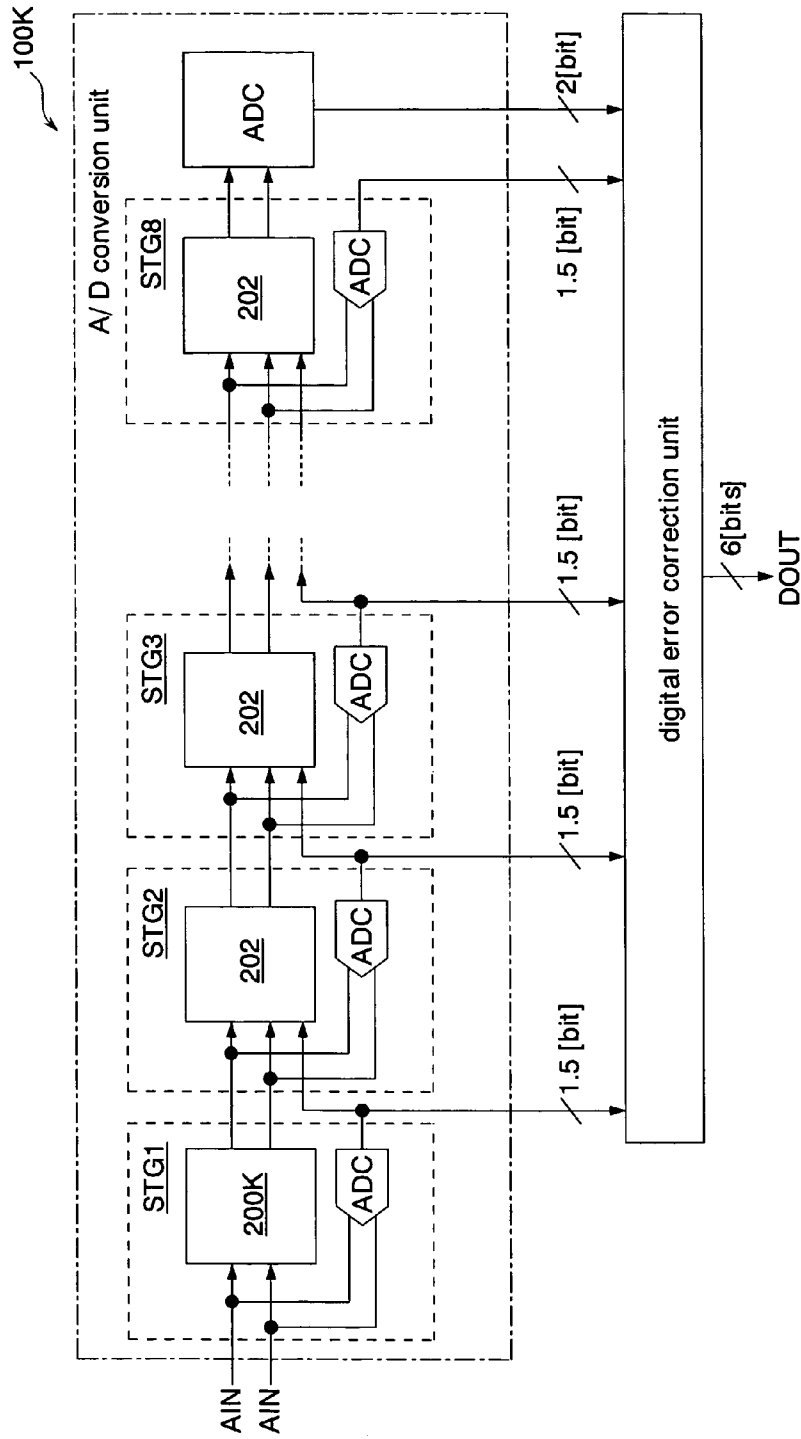 100K
A/ D conversion unit
STG1
STG2
STG3
STG8
200K
202
202
202
ADC
ADC
ADC
ADC
ADC
AIN
AIN
1.5 [bit]
1.5 [bit]
1.5 [bit]
1.5 [bit]
2[bit]
digital error correction unit
6[bits]
DOUT